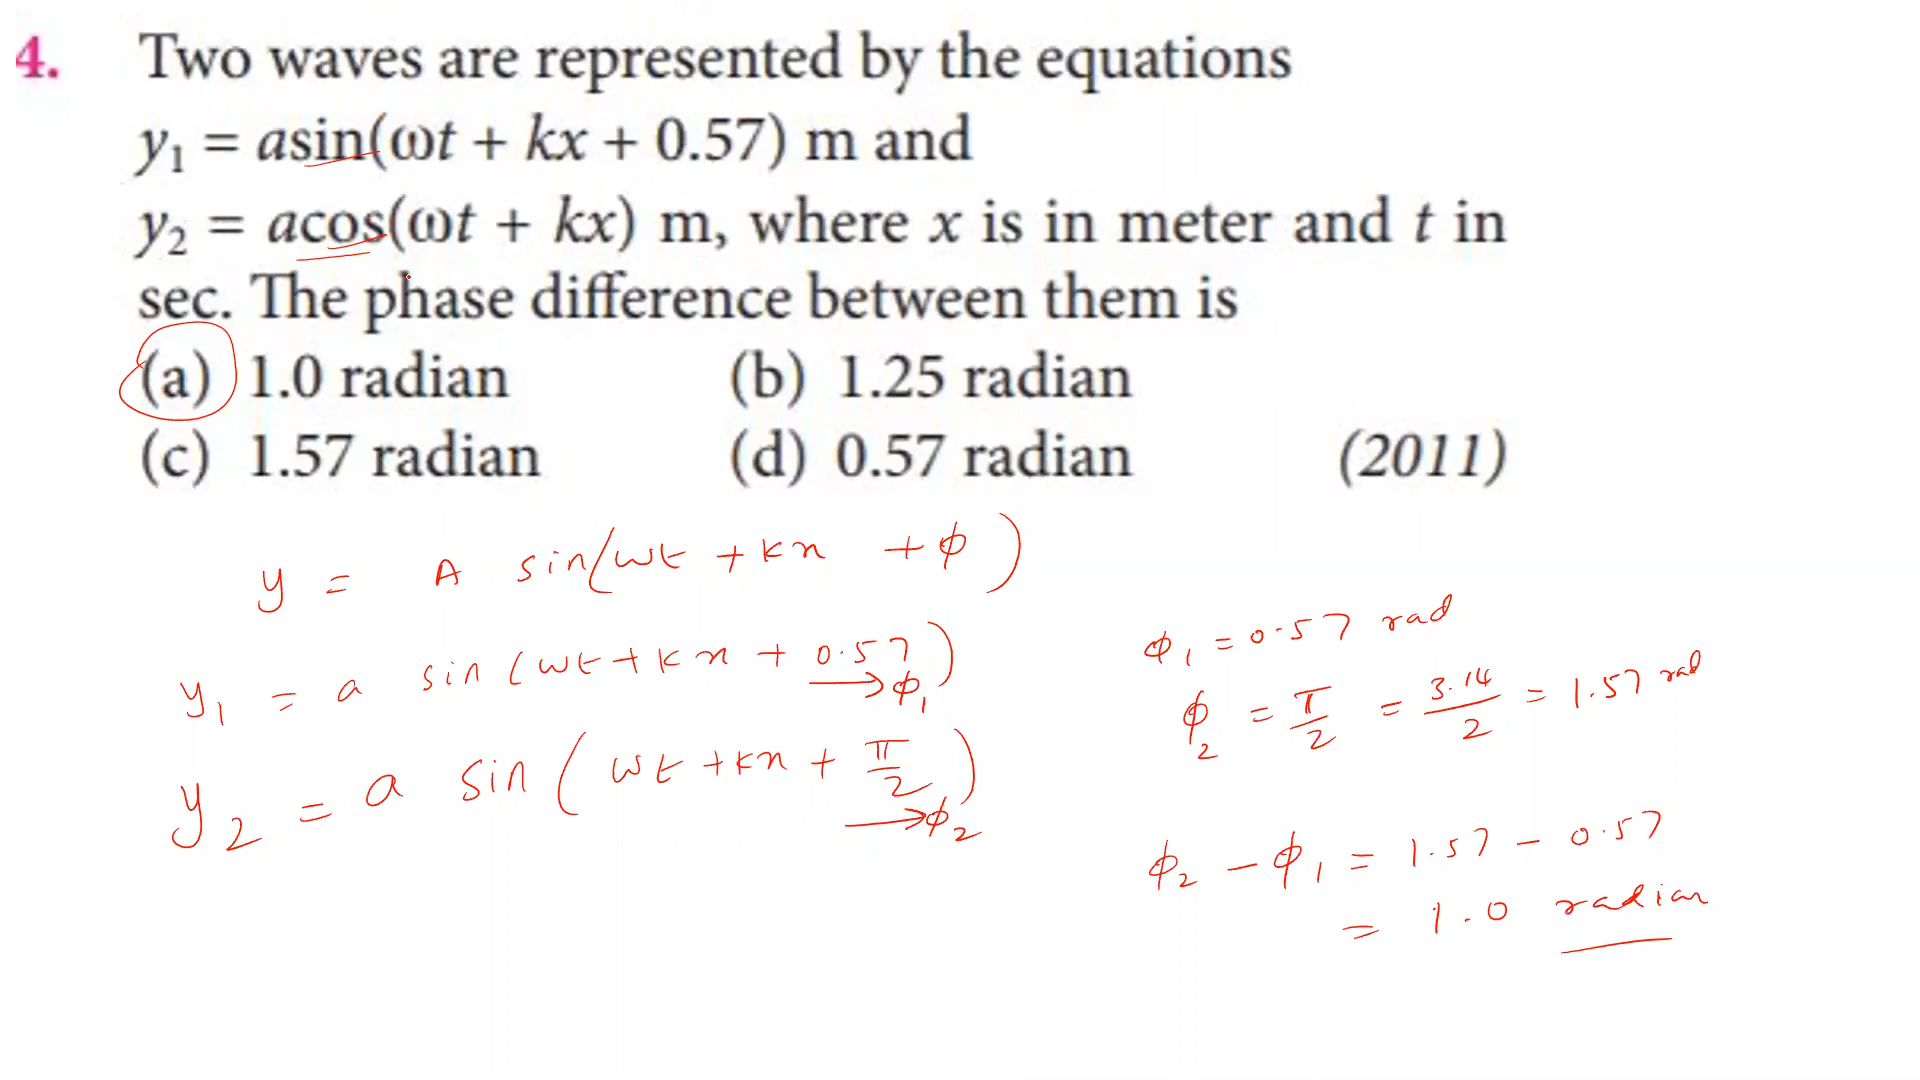 4. Two waves are represented by the equations
y₁ = asin(ωt + kx + 0.57) m and
y₂ = acos(ωt + kx) m, where x is in meter and t in
sec. The phase difference between them is
(a) 1.0 radian (b) 1.25 radian
(c) 1.57 radian (d) 0.57 radian (2011)
y = A sin(ωt + kx + ϕ)
y₁ = a sin(ωt + kx + 0.57)
→ϕ₁
y₂ = a sin(ωt + kx + π/2)
→ϕ₂
ϕ₁ = 0.57 rad
ϕ₂ = π/2 = 3.14/2 = 1.57 rad
ϕ₂ − ϕ₁ = 1.57 − 0.57
= 1.0 radian